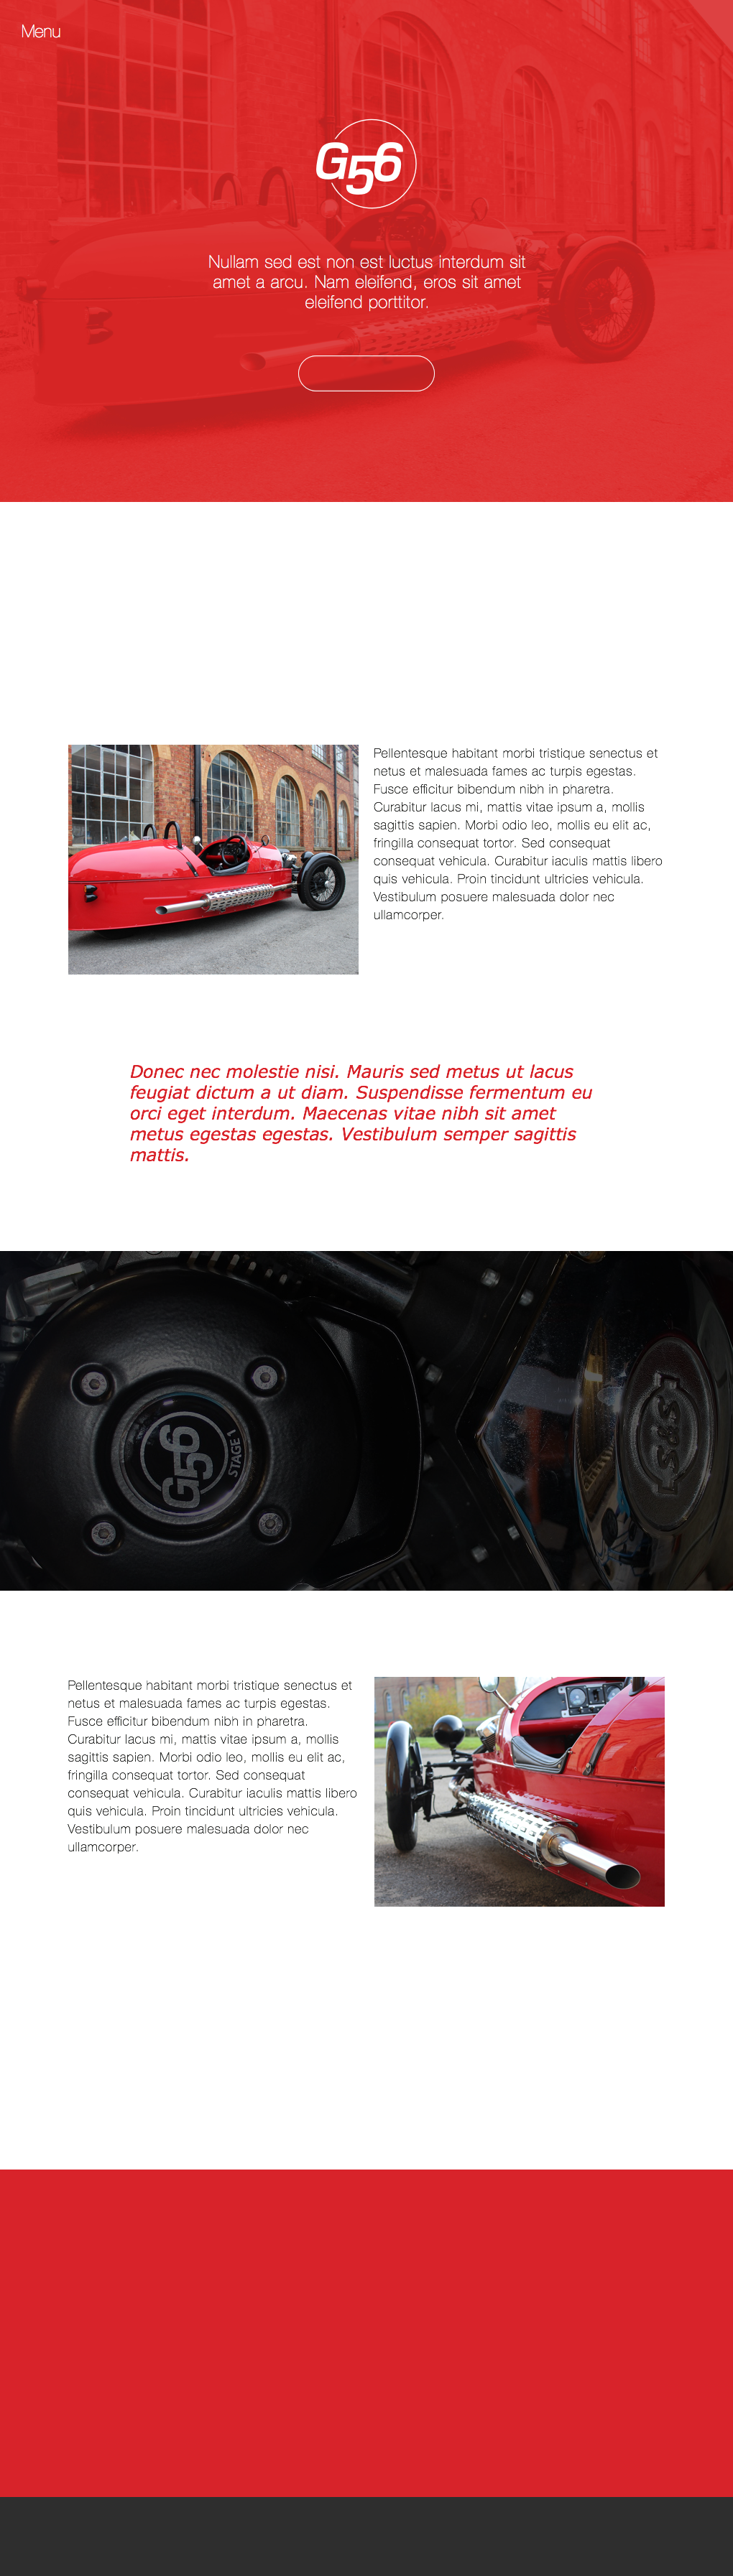 Menu
G56
Nullam sed est non est luctus interdum sit
amet a arcu. Nam eleifend, eros sit amet
eleifend porttitor.
Pellentesque habitant morbi tristique senectus et
netus et malesuada fames ac turpis egestas.
Fusce efficitur bibendum nibh in pharetra.
Curabitur lacus mi, mattis vitae ipsum a, mollis
sagittis sapien. Morbi odio leo, mollis eu elit ac,
fringilla consequat tortor. Sed consequat
consequat vehicula. Curabitur iaculis mattis libero
quis vehicula. Proin tincidunt ultricies vehicula.
Vestibulum posuere malesuada dolor nec
ullamcorper.
Donec nec molestie nisi. Mauris sed metus ut lacus
feugiat dictum a ut diam. Suspendisse fermentum eu
orci eget interdum. Maecenas vitae nibh sit amet
metus egestas egestas. Vestibulum semper sagittis
mattis.
G56
STAGE 1
S&S
Pellentesque habitant morbi tristique senectus et
netus et malesuada fames ac turpis egestas.
Fusce efficitur bibendum nibh in pharetra.
Curabitur lacus mi, mattis vitae ipsum a, mollis
sagittis sapien. Morbi odio leo, mollis eu elit ac,
fringilla consequat tortor. Sed consequat
consequat vehicula. Curabitur iaculis mattis libero
quis vehicula. Proin tincidunt ultricies vehicula.
Vestibulum posuere malesuada dolor nec
ullamcorper.